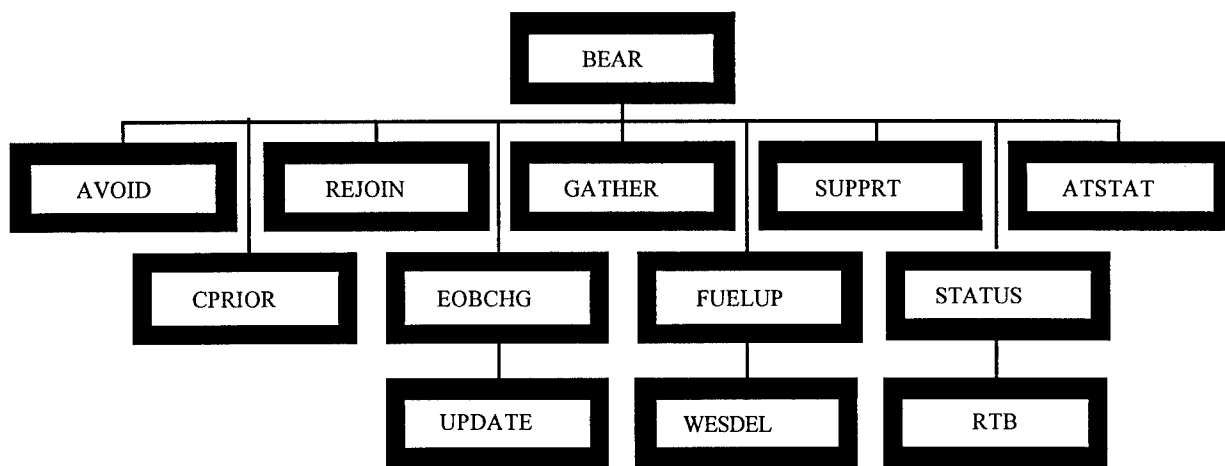 BEAR
AVOID
REJOIN
GATHER
SUPPRT
ATSTAT
CPRIOR
EOBCHG
FUELUP
STATUS
UPDATE
WESDEL
RTB